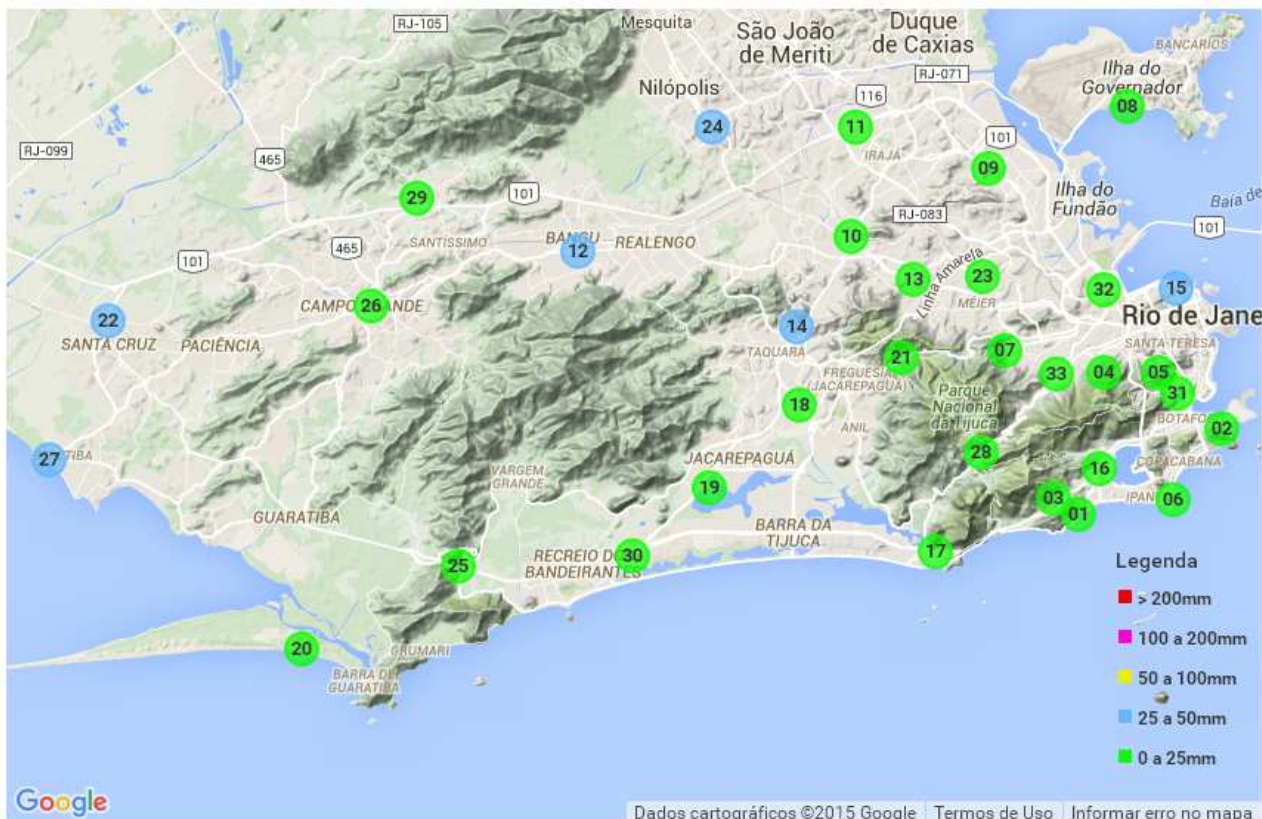 RJ-105
Mesquita
São João
de Meriti
Duque
de Caxias
BANCÁRIOS
RJ-071
Ilha do
Governador
Nilópolis
116
08
24
11
101
IRAJÁ
RJ-099
465
09
29
101
Ilha do
Fundão
RJ-083
Baía de
101
10
465
SANTÍSSIMO
BANGU
REALENGO
12
101
Linha Amarela
13
23
MÉIER
32
15
26
CAMPO GRANDE
22
SANTA CRUZ
PACIÊNCIA
14
TAQUARA
Rio de Jane
SANTA TERESA
07
21
FREGUESIA
(JACAREPAGUÁ)
33
04
05
31
Parque
Nacional
da Tijuca
18
ANIL
BOTAFO
02
27
TIBA
28
16
COPACABANA
JACAREPAGUÁ
VARGEM
GRANDE
19
03
01
IPAN
06
GUARATIBA
BARRA DA
TIJUCA
17
RECREIO DOS
BANDEIRANTES
30
25
Legenda
> 200mm
100 a 200mm
50 a 100mm
25 a 50mm
0 a 25mm
20
GRUMARI
BARRA DE
GUARATIBA
Google
Dados cartográficos ©2015 Google
Termos de Uso
Informar erro no mapa